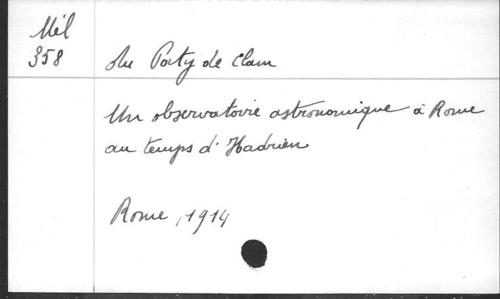 Mél
358
du Paty de Clam
Un observatoire astronomique à Rome
au temps d'Hadrien
Rome, 1914